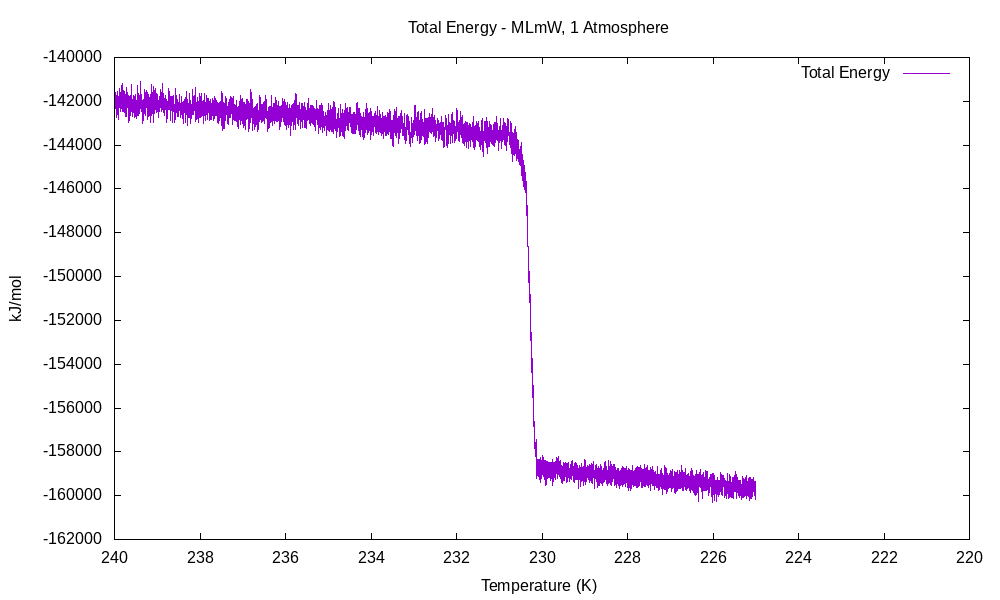 Total Energy - MLmW, 1 Atmosphere
-140000
Total Energy
-142000
-144000
-146000
-148000
-150000
-152000
-154000
-156000
-158000
-160000
-162000
kJ/mol
240 238 236 234 232 230 228 226 224 222 220
Temperature (K)